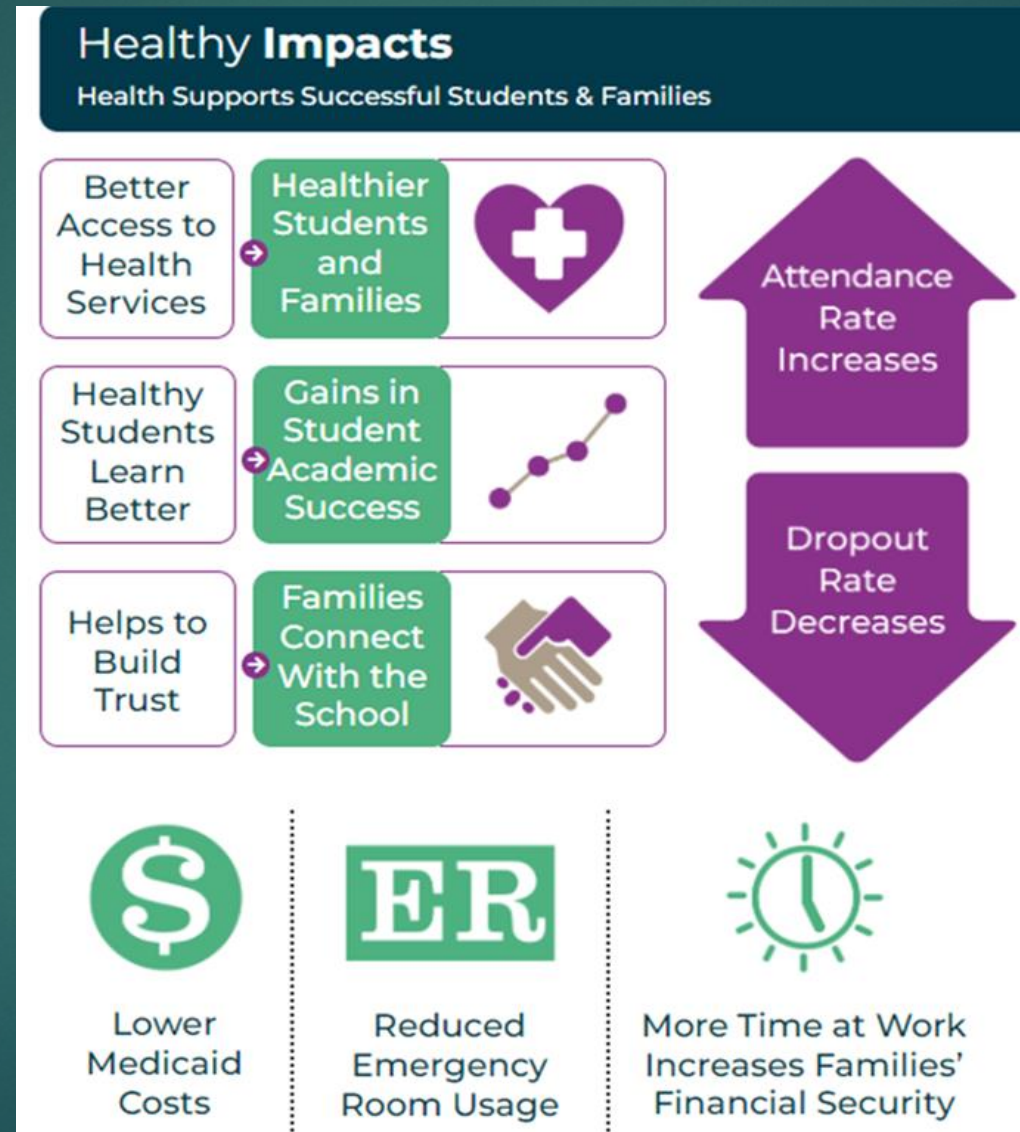 Healthy Impacts
Health Supports Successful Students & Families
Better
Access to
Health
Services
Healthier
Students
and
Families
Healthy
Students
Learn
Better
Gains in
Student
Academic
Success
Helps to
Build
Trust
Families
Connect
With the
School
Attendance
Rate
Increases
Dropout
Rate
Decreases
$
Lower
Medicaid
Costs
ER
Reduced
Emergency
Room Usage
More Time at Work
Increases Families’
Financial Security